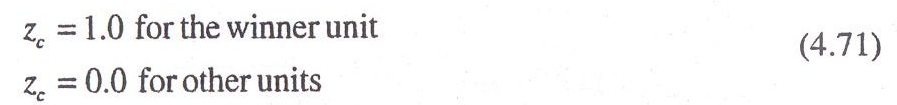 z_c = 1.0 for the winner unit
(4.71)
z_c = 0.0 for other units